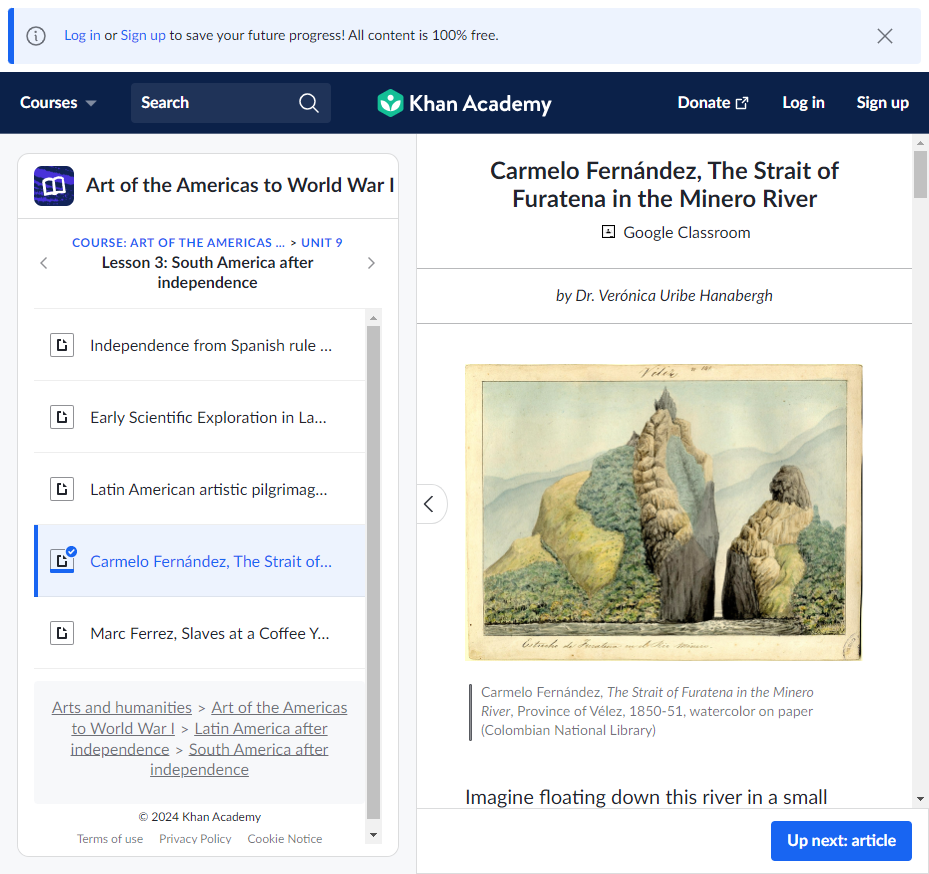 Log in or Sign up to save your future progress! All content is 100% free.
Courses
Search
Khan Academy
Donate
Log in
Sign up
Art of the Americas to World War I
COURSE: ART OF THE AMERICAS ... > UNIT 9
Lesson 3: South America after
independence
Independence from Spanish rule ...
Early Scientific Exploration in La...
Latin American artistic pilgrimag...
Carmelo Fernández, The Strait of...
Marc Ferrez, Slaves at a Coffee Y...
Arts and humanities > Art of the Americas
to World War I > Latin America after
independence > South America after
independence
© 2024 Khan Academy
Terms of use Privacy Policy Cookie Notice
Carmelo Fernández, The Strait of
Furatena in the Minero River
Google Classroom
by Dr. Verónica Uribe Hanabergh
Velez
Estrecho de Furatena en el Rio Minero.
Carmelo Fernández, The Strait of Furatena in the Minero
River, Province of Vélez, 1850-51, watercolor on paper
(Colombian National Library)
Imagine floating down this river in a small
Up next: article